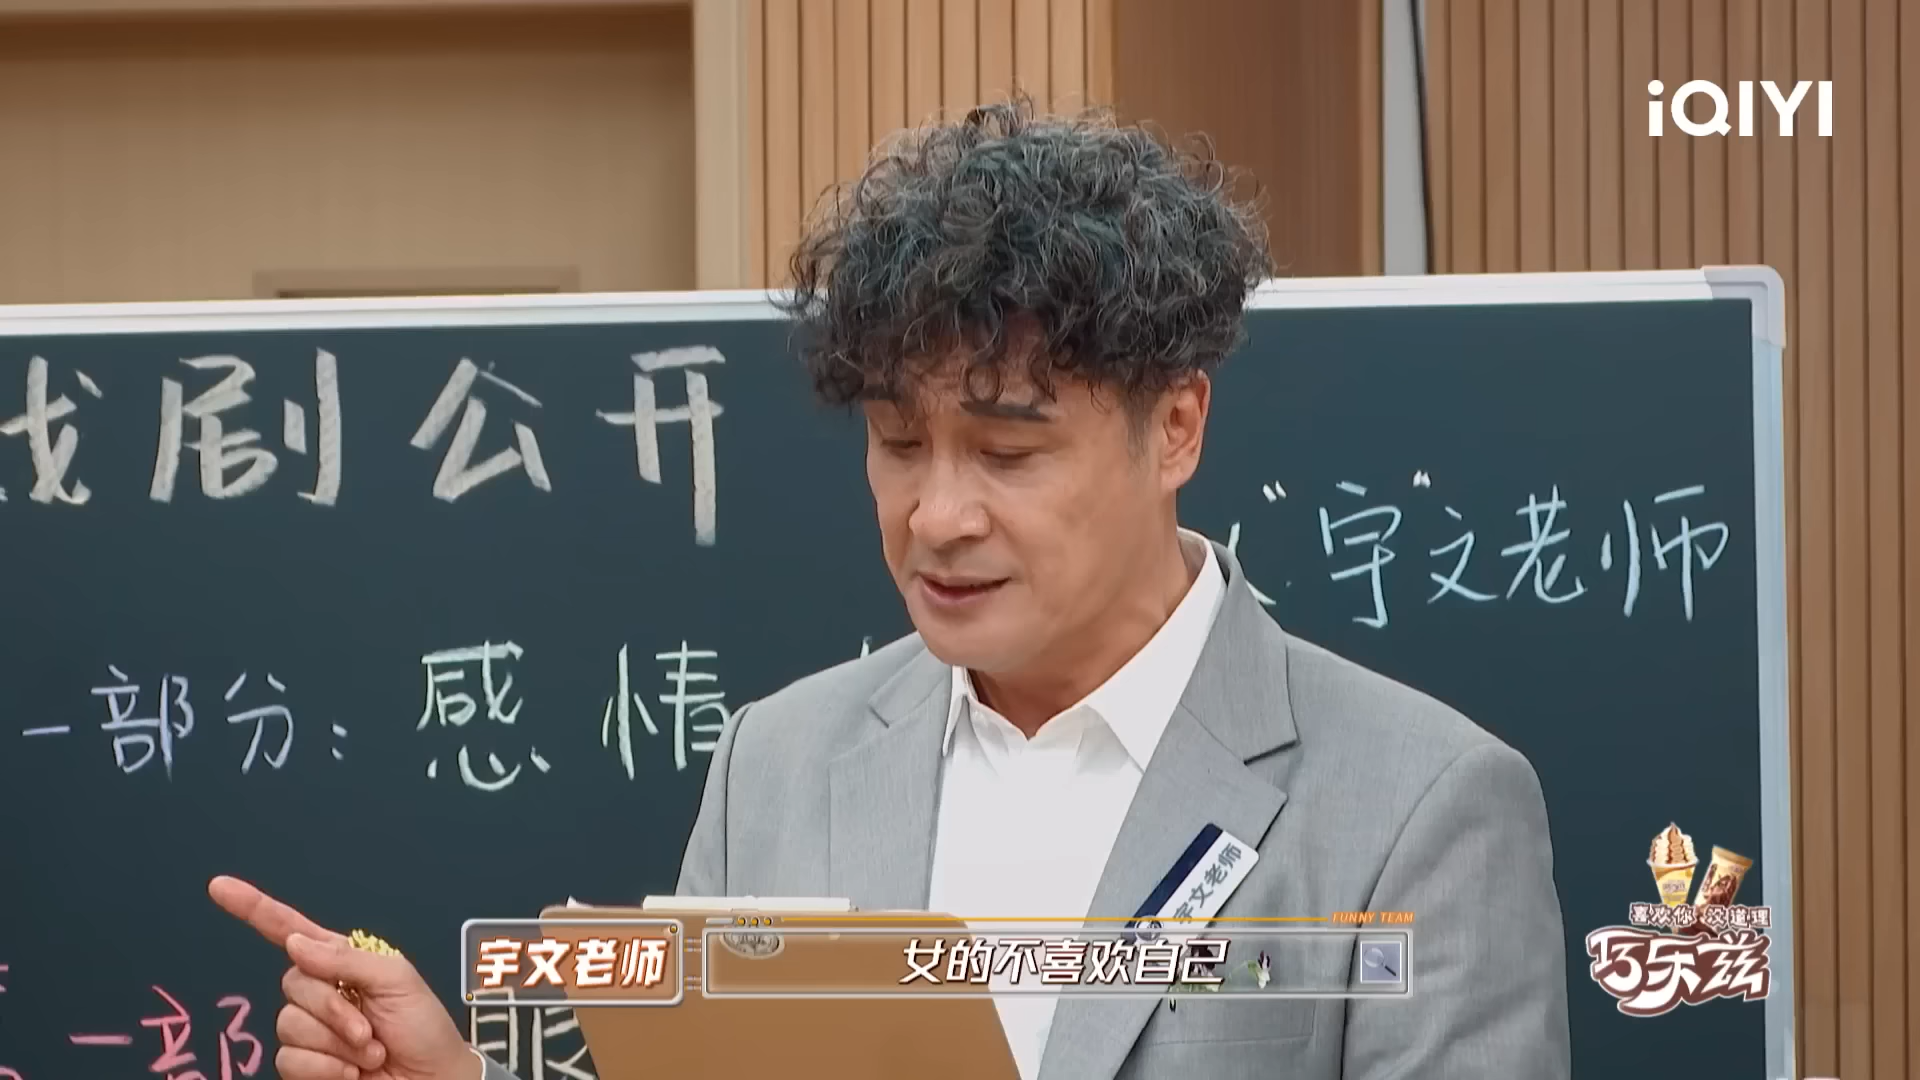 iQIYI
剧公开
"宇"文老师
一部分：感情
宇文老师
FUNNY TEAM
宇文老师
女的不喜欢自己
喜欢你 没道理
巧乐兹
一部